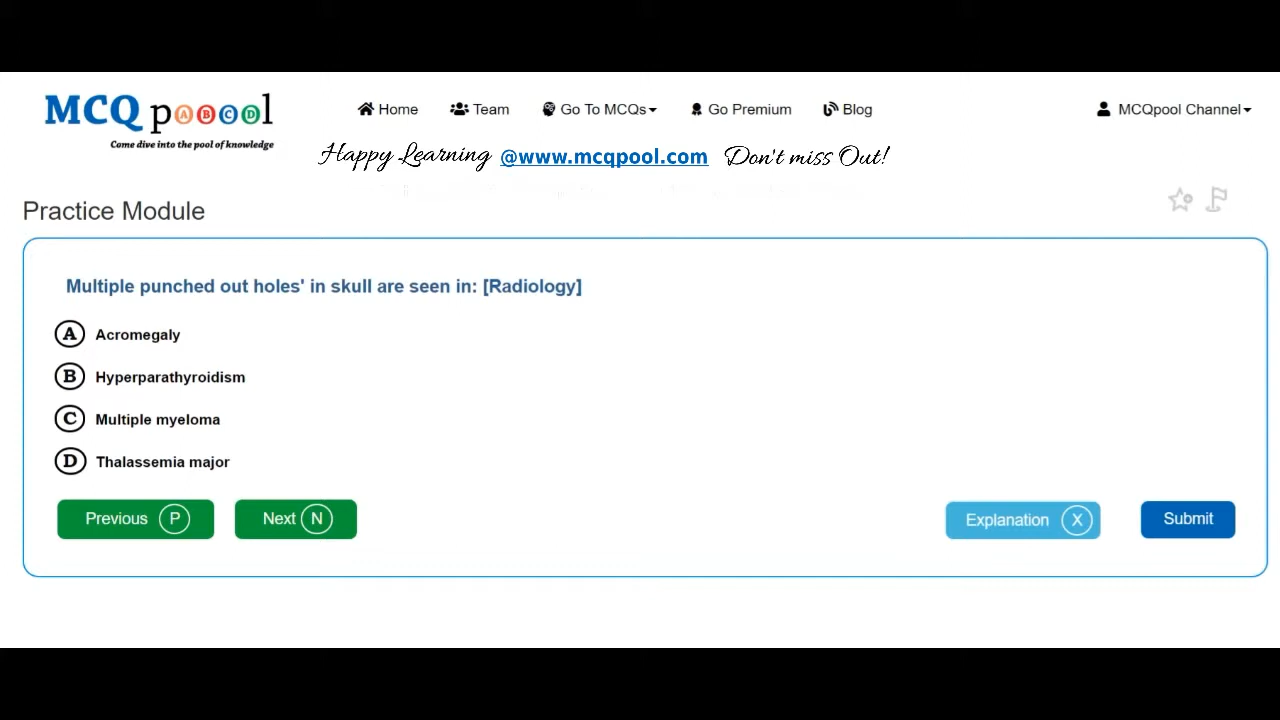 MCQ pooool
Come dive into the pool of knowledge
Home Team Go To MCQs Go Premium Blog MCQpool Channel
Happy Learning @www.mcqpool.com Don't miss Out!
Practice Module
Multiple punched out holes' in skull are seen in: [Radiology]
A Acromegaly
B Hyperparathyroidism
C Multiple myeloma
D Thalassemia major
Previous P Next N Explanation X Submit